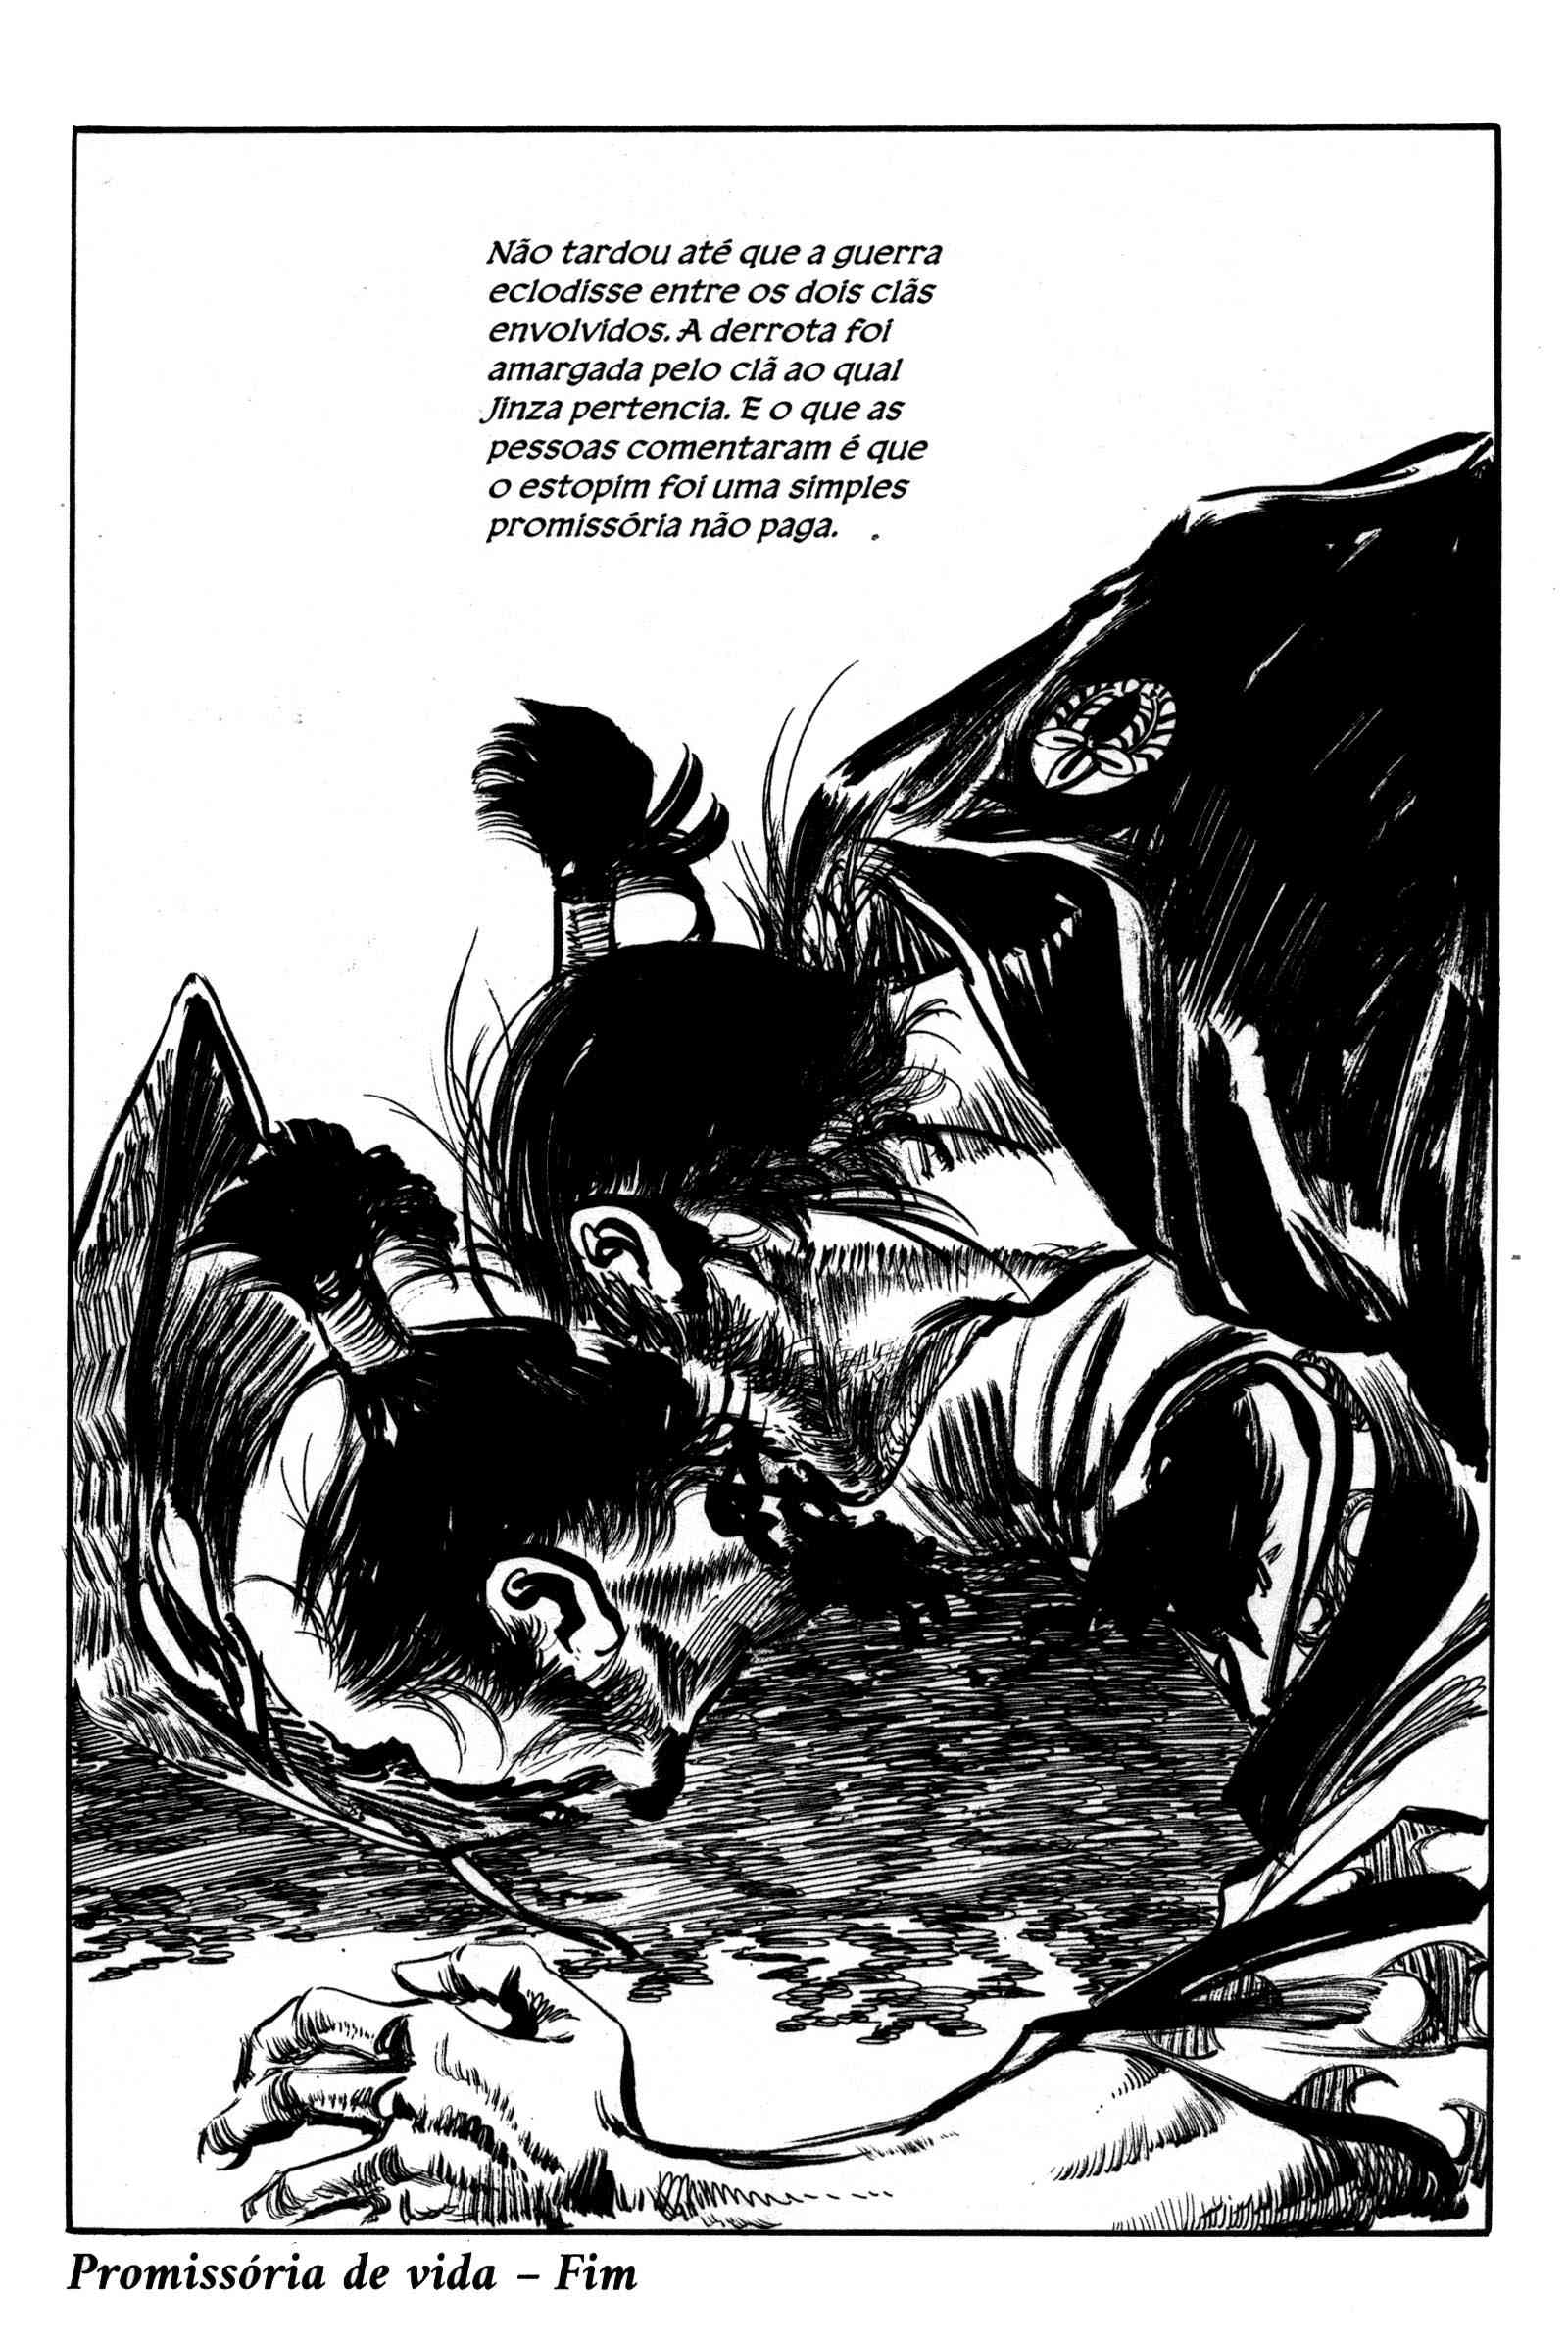 Não tardou até que a guerra
eclodisse entre os dois clãs
envolvidos. A derrota foi
amargada pelo clã ao qual
Jinza pertencia. E o que as
pessoas comentaram é que
o estopim foi uma simples
promissória não paga.
Promissória de vida – Fim